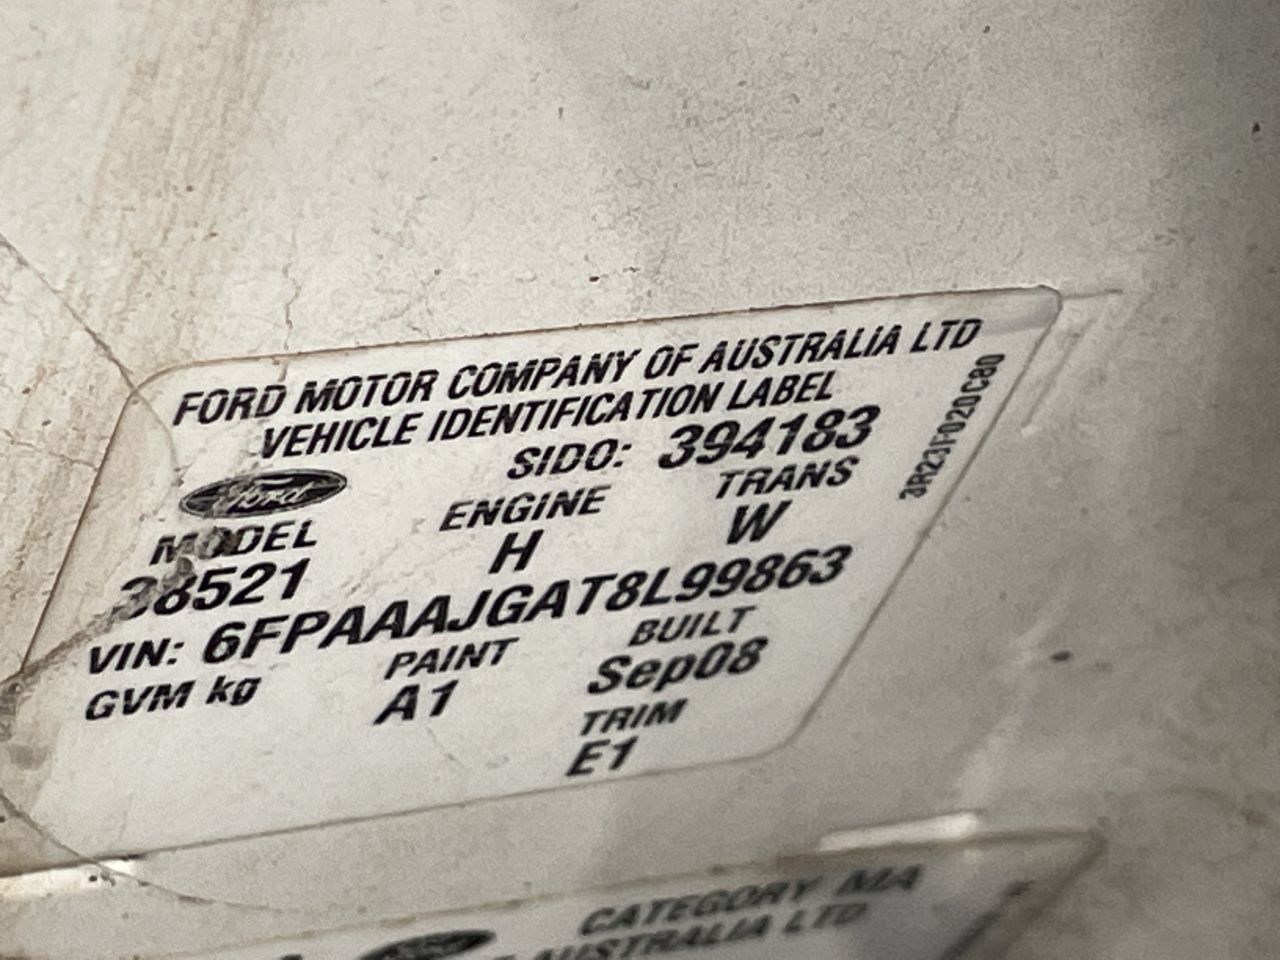 FORD MOTOR COMPANY OF AUSTRALIA LTD
VEHICLE IDENTIFICATION LABEL
SIDO: 394183
Ford
MODEL ENGINE TRANS
38521 H W
VIN: 6FPAAAJGAT8L99863
GVM kg PAINT BUILT
A1 Sep08
TRIM
E1
3R231F020C80
CATEGORY MA
AUSTRALIA LTD